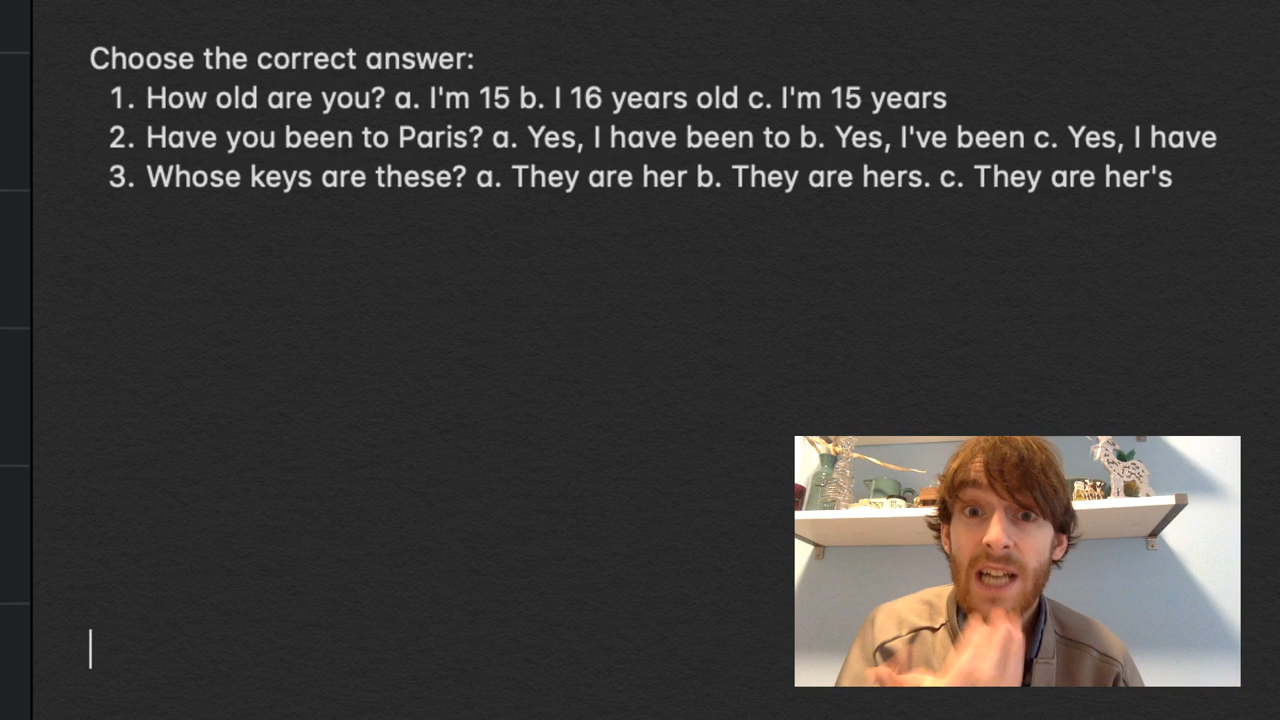 Choose the correct answer:
1. How old are you? a. I'm 15 b. I 16 years old c. I'm 15 years
2. Have you been to Paris? a. Yes, I have been to b. Yes, I've been c. Yes, I have
3. Whose keys are these? a. They are her b. They are hers. c. They are her's